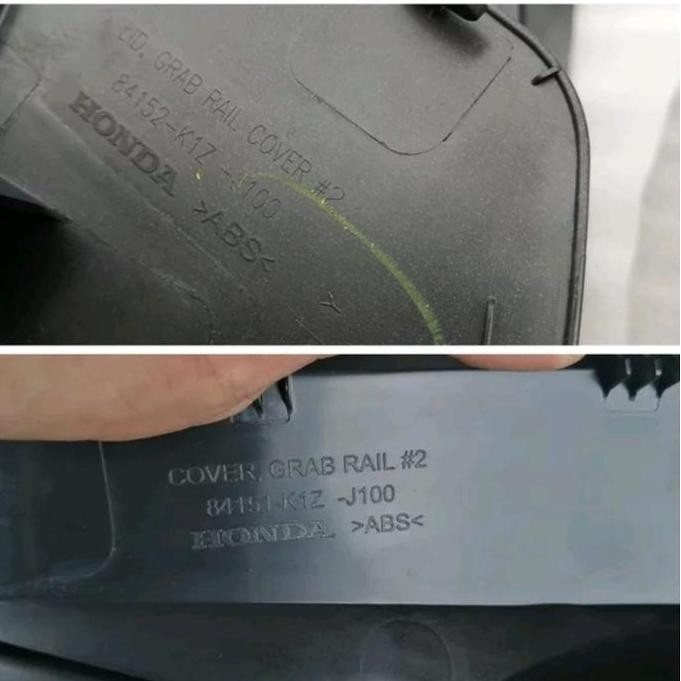 LID, GRAB RAIL COVER #2
84152-K1Z -J100
HONDA >ABS<
Y
COVER, GRAB RAIL #2
84151-K1Z -J100
HONDA >ABS<